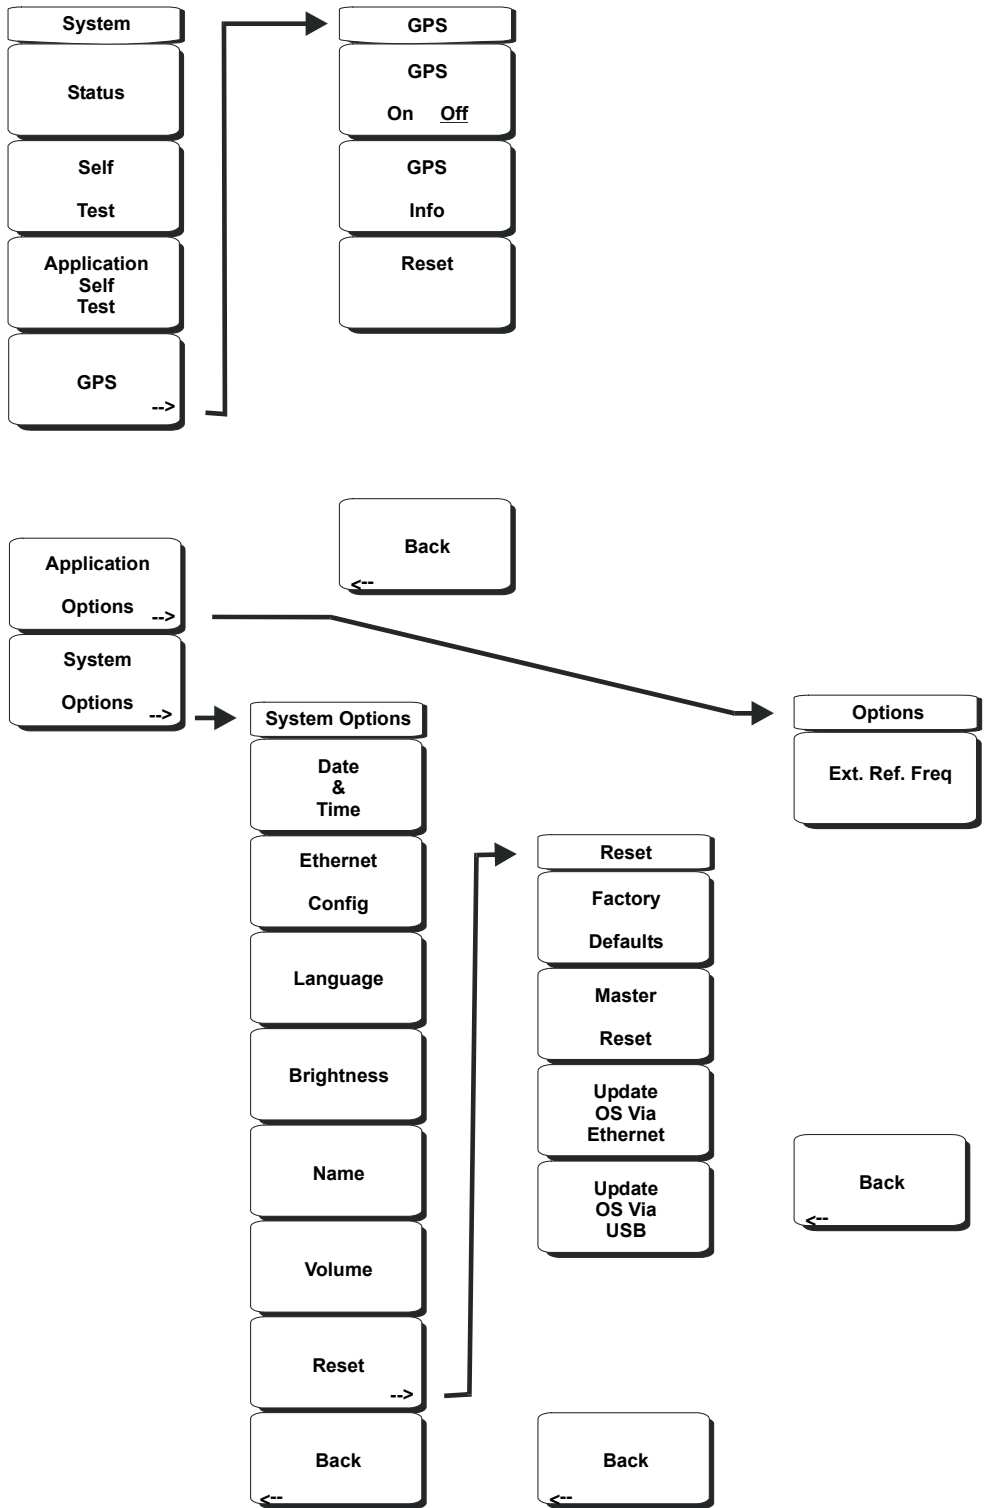 System
Status
Self
Test
Application
Self
Test
GPS
-->
GPS
GPS
On Off
GPS
Info
Reset
Back
<--
Application
Options -->
System
Options -->
System Options
Date
&
Time
Ethernet
Config
Language
Brightness
Name
Volume
Reset
-->
Back
<--
Reset
Factory
Defaults
Master
Reset
Update
OS Via
Ethernet
Update
OS Via
USB
Back
<--
Options
Ext. Ref. Freq
Back
<--